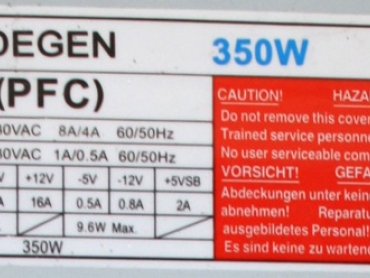 DEGEN 350W
(PFC)
CAUTION! HAZA
Do not remove this cover
Trained service personne
No user serviceable com
VORSICHT! GEFA
Abdeckungen unter kein
abnehmen! Reparatu
ausgebildetes Personal!
Es sind keine zu warten
30VAC 8A/4A 60/50Hz
30VAC 1A/0.5A 60/50Hz
V +12V -5V -12V +5VSB
16A 0.5A 0.8A 2A
9.6W Max.
350W